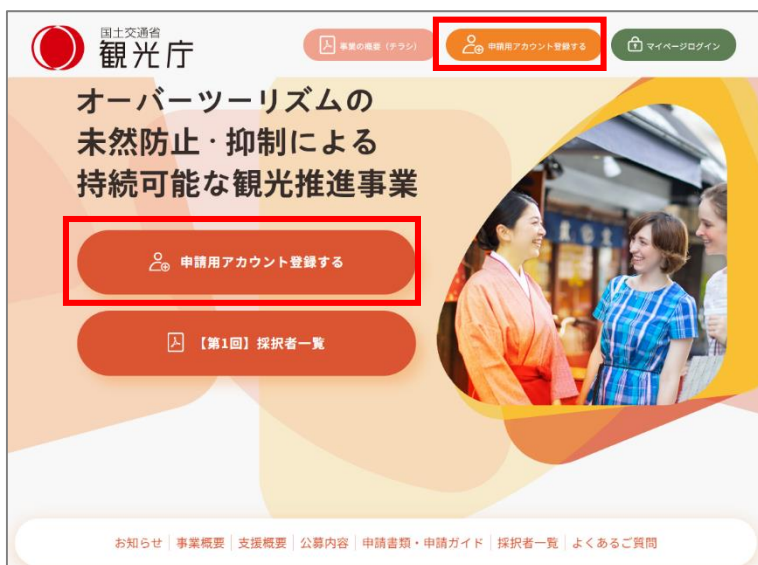 国土交通省
観光庁
事業の概要（チラシ）
申請用アカウント登録する
マイページログイン
オーバーツーリズムの
未然防止・抑制による
持続可能な観光推進事業
申請用アカウント登録する
【第1回】採択者一覧
お知らせ
事業概要
支援概要
公募内容
申請書類・申請ガイド
採択者一覧
よくあるご質問